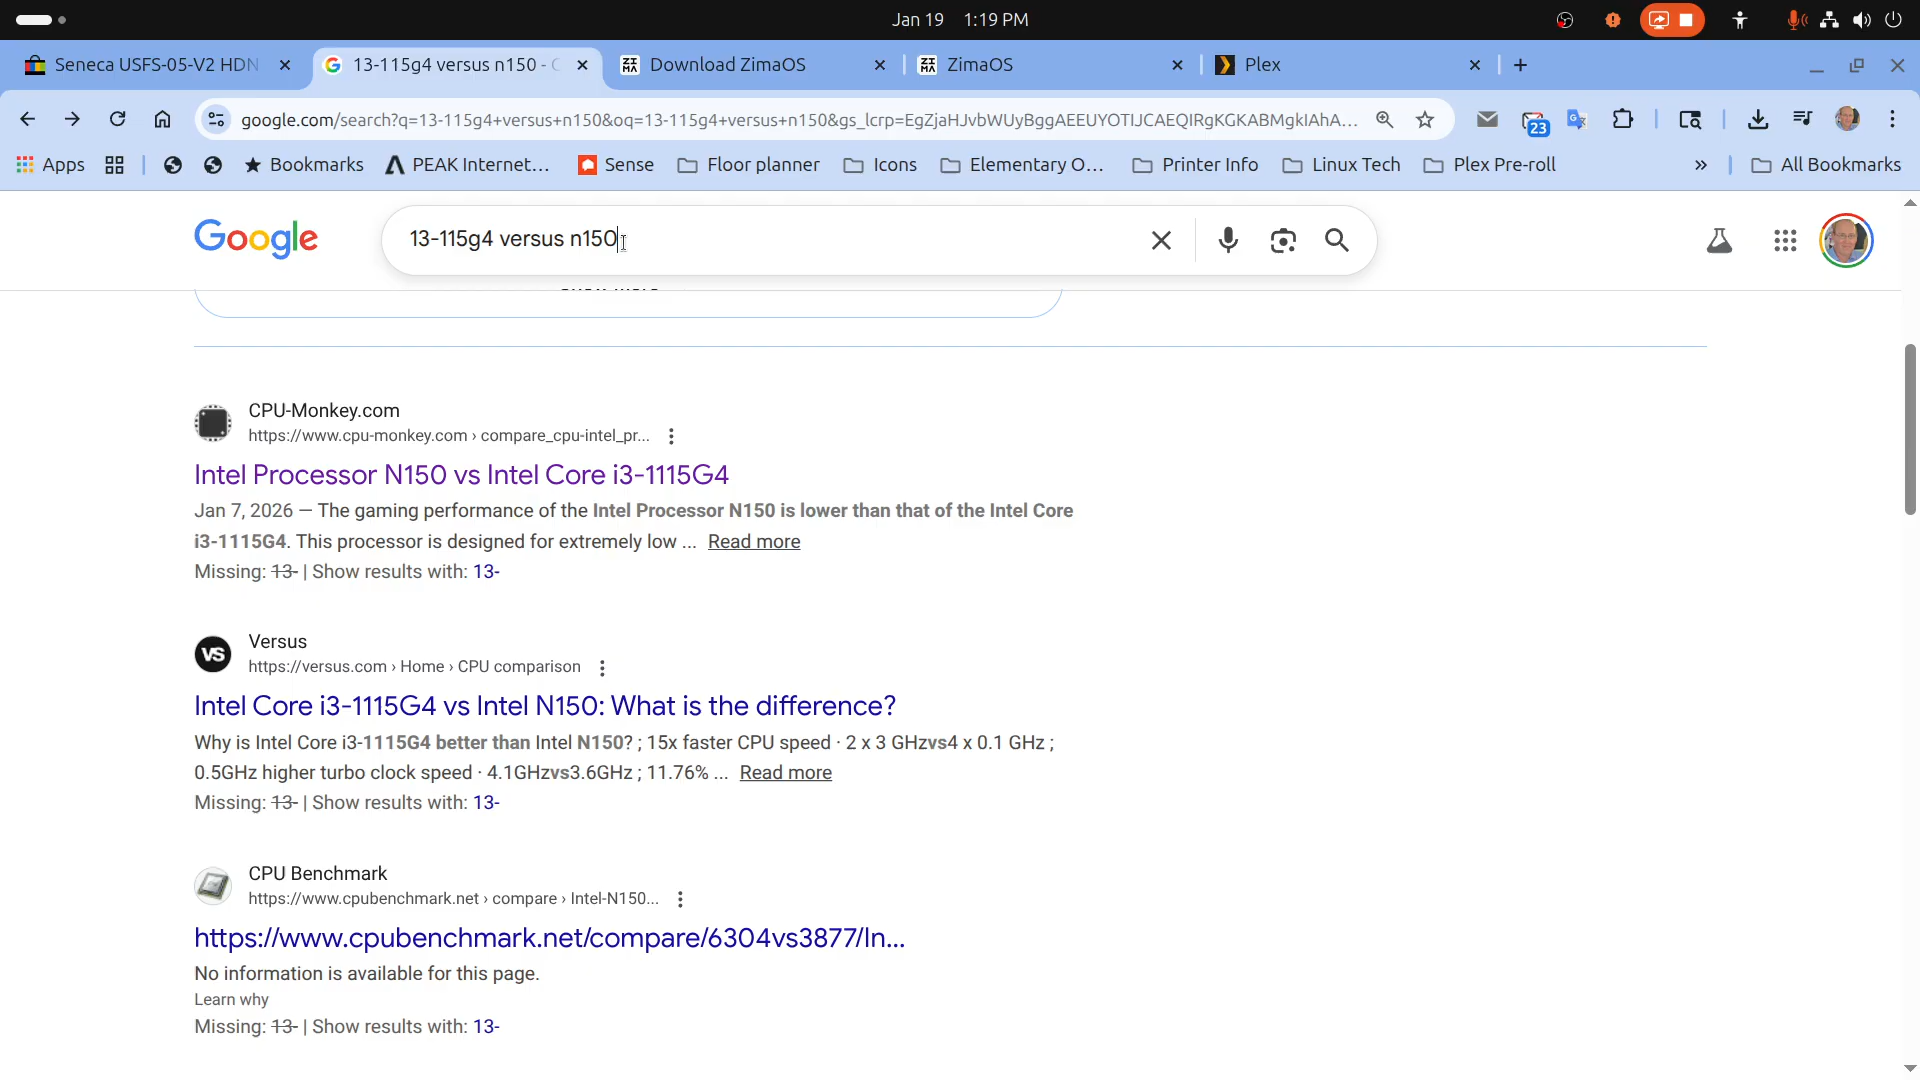 Jan 19 1:19 PM
Seneca USFS-05-V2 HDN
13-115g4 versus n150 - G
Download ZimaOS
ZimaOS
Plex
google.com/search?q=13-115g4+versus+n150&oq=13-115g4+versus+n150&gs_lcrp=EgZjaHJvbWUyBggAEEUYOTIJCAEQIRgKGKABMgkIAhA...
23
Apps
Bookmarks
PEAK Internet...
Sense
Floor planner
Icons
Elementary O...
Printer Info
Linux Tech
Plex Pre-roll
»
All Bookmarks
Google
13-115g4 versus n150
CPU-Monkey.com
https://www.cpu-monkey.com › compare_cpu-intel_pr...
Intel Processor N150 vs Intel Core i3-1115G4
Jan 7, 2026 — The gaming performance of the Intel Processor N150 is lower than that of the Intel Core
i3-1115G4. This processor is designed for extremely low ... Read more
Missing: 13- | Show results with: 13-
VS
Versus
https://versus.com › Home › CPU comparison
Intel Core i3-1115G4 vs Intel N150: What is the difference?
Why is Intel Core i3-1115G4 better than Intel N150? ; 15x faster CPU speed · 2 x 3 GHzvs4 x 0.1 GHz ;
0.5GHz higher turbo clock speed · 4.1GHzvs3.6GHz ; 11.76% ... Read more
Missing: 13- | Show results with: 13-
CPU Benchmark
https://www.cpubenchmark.net › compare › Intel-N150...
https://www.cpubenchmark.net/compare/6304vs3877/In...
No information is available for this page.
Learn why
Missing: 13- | Show results with: 13-